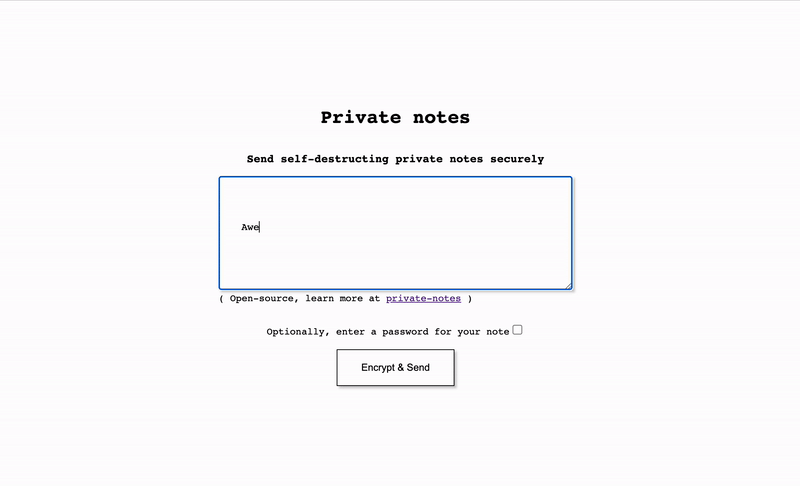 Private notes
Send self-destructing private notes securely
Awe
( Open-source, learn more at private-notes )
Optionally, enter a password for your note
Encrypt & Send